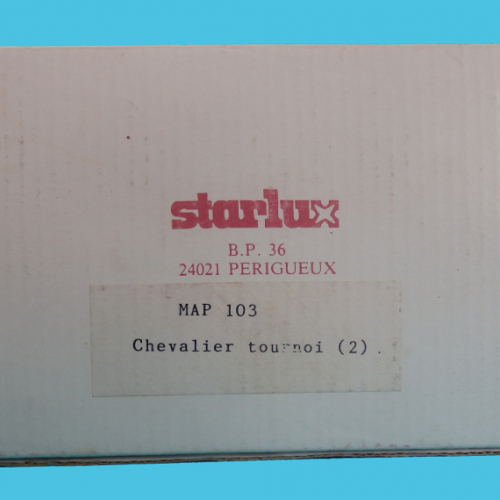 starlux
B.P. 36
24021 PERIGUEUX
MAP 103
Chevalier tournoi (2).